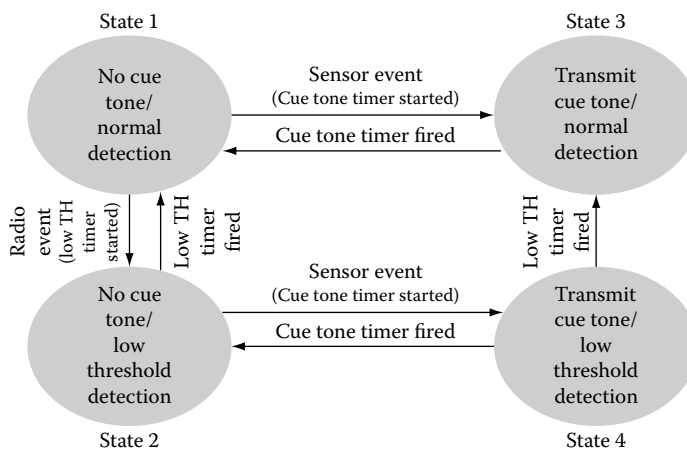 State 1
State 3
No cue
tone/
normal
detection
Sensor event
(Cue tone timer started)
Cue tone timer fired
Transmit
cue tone/
normal
detection
Radio
event
(low TH
timer
started)
Low TH
timer
fired
Low TH
timer
fired
No cue
tone/
low
threshold
detection
Sensor event
(Cue tone timer started)
Cue tone timer fired
Transmit
cue tone/
low
threshold
detection
State 2
State 4